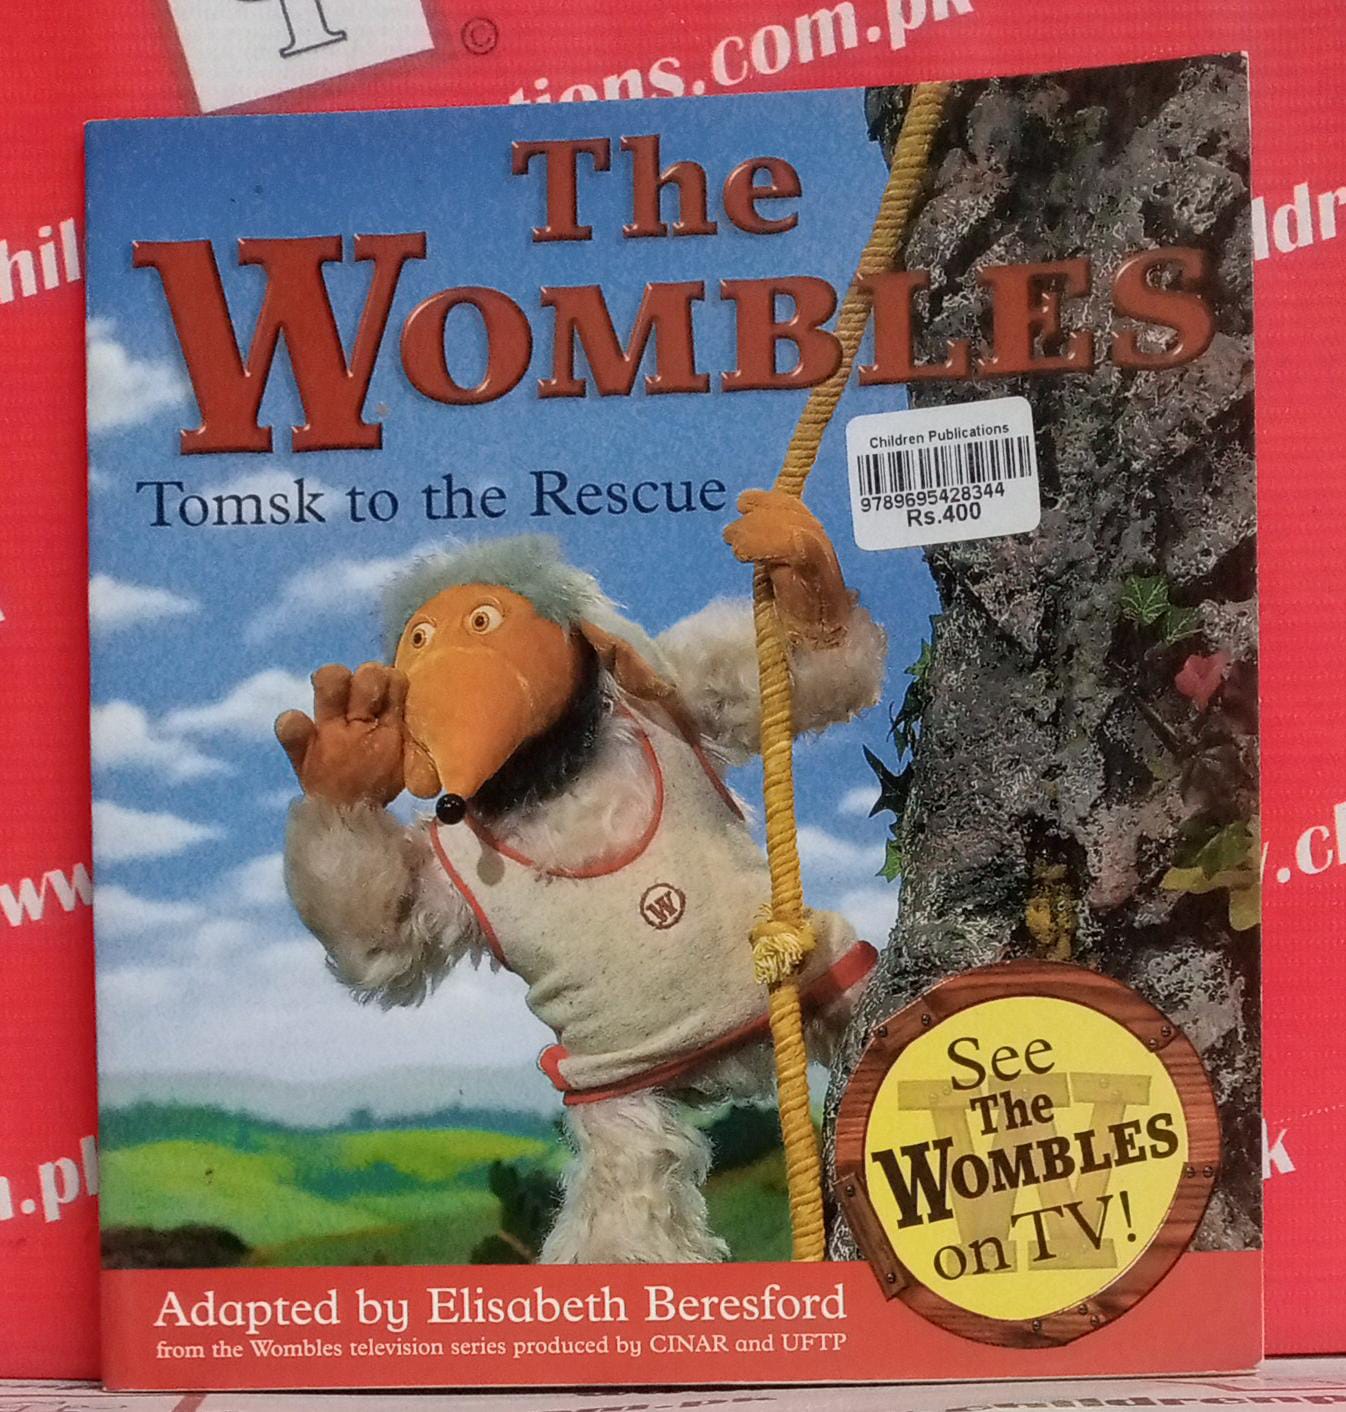 ©
tions.com.pk
The
WOMBLES
Tomsk to the Rescue
Children Publications
9789695428344
Rs.400
W
See
The
WOMBLES
on TV!
Adapted by Elisabeth Beresford
from the Wombles television series produced by CINAR and UFTP